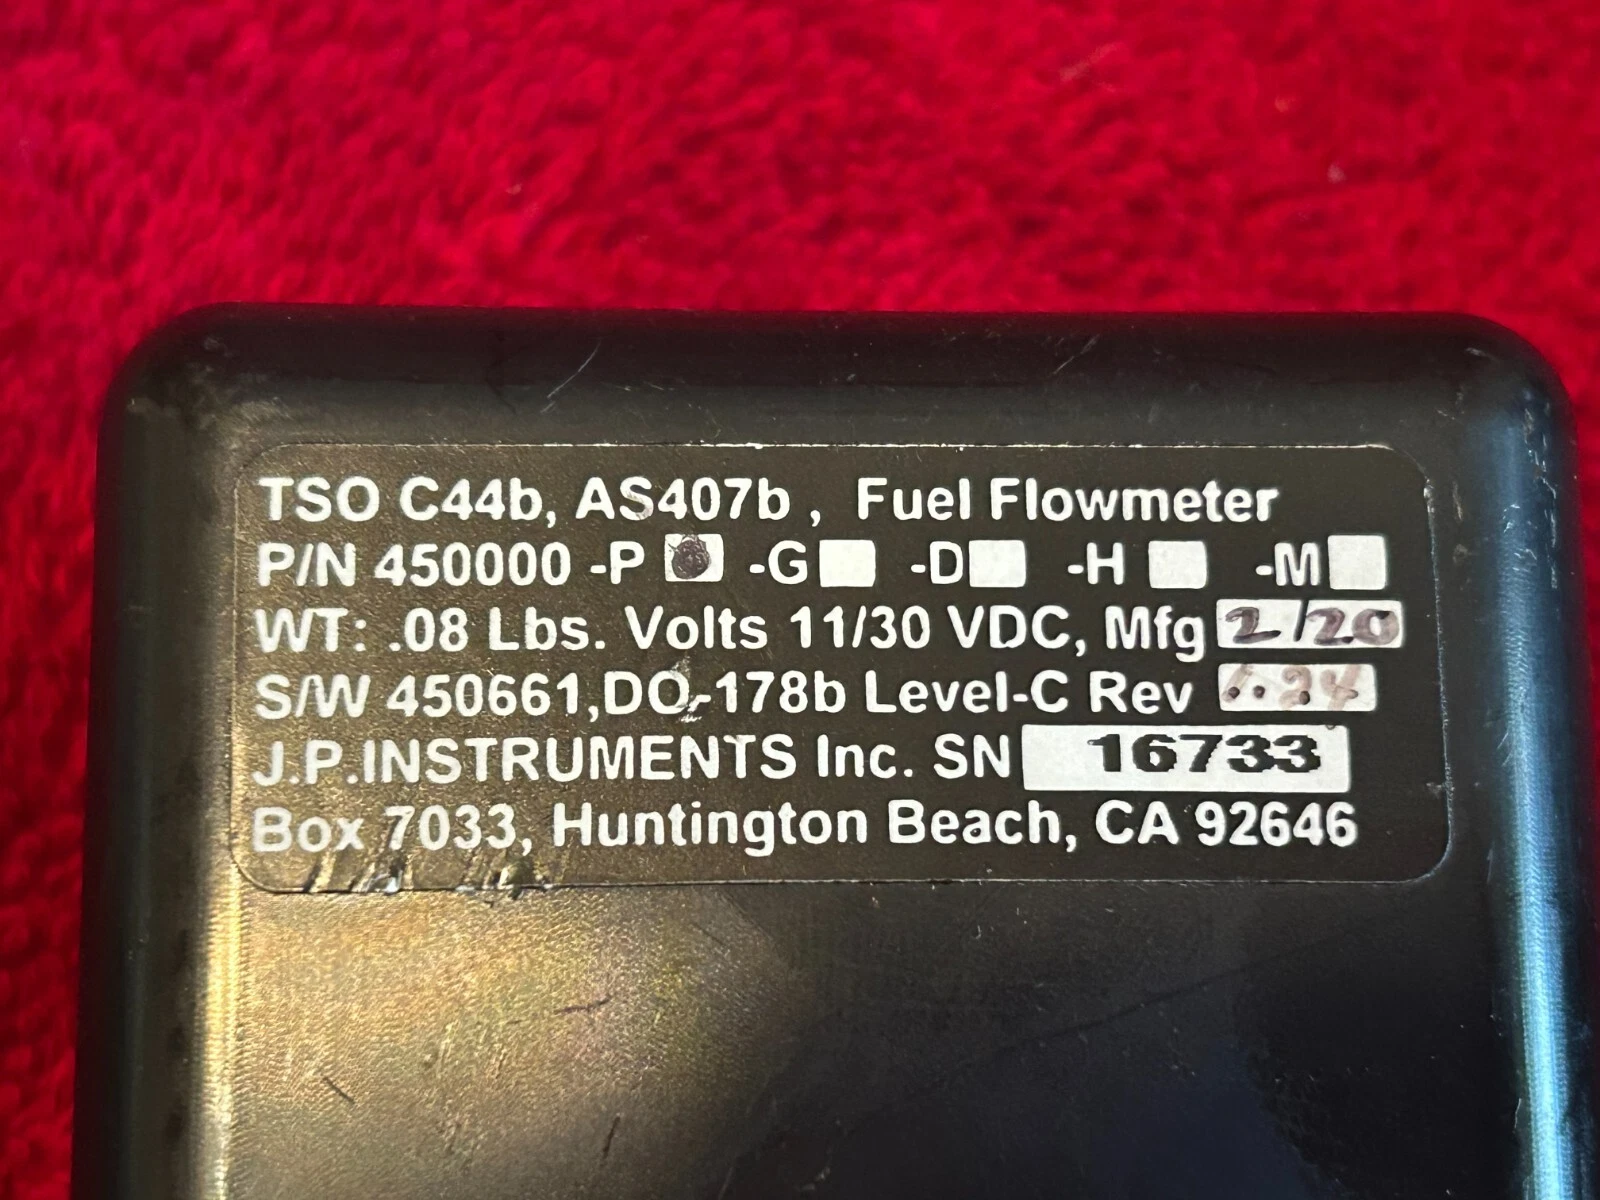 TSO C44b, AS407b , Fuel Flowmeter
P/N 450000 -P -G -D -H -M
WT: .08 Lbs. Volts 11/30 VDC, Mfg 2/20
S/W 450661,DO-178b Level-C Rev
J.P.INSTRUMENTS Inc. SN 16733
Box 7033, Huntington Beach, CA 92646